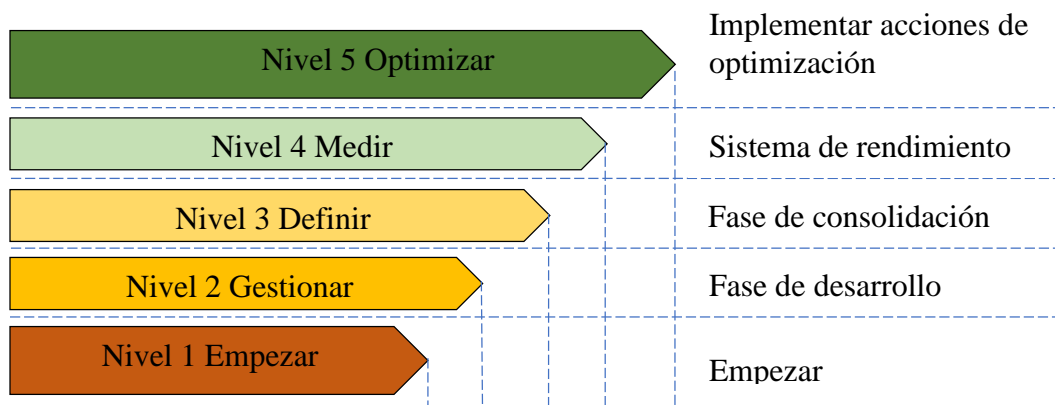 Implementar acciones de
Nivel 5 Optimizar
optimización
Nivel 4 Medir
Sistema de rendimiento
Nivel 3 Definir
Fase de consolidación
Nivel 2 Gestionar
Fase de desarrollo
Nivel 1 Empezar
Empezar